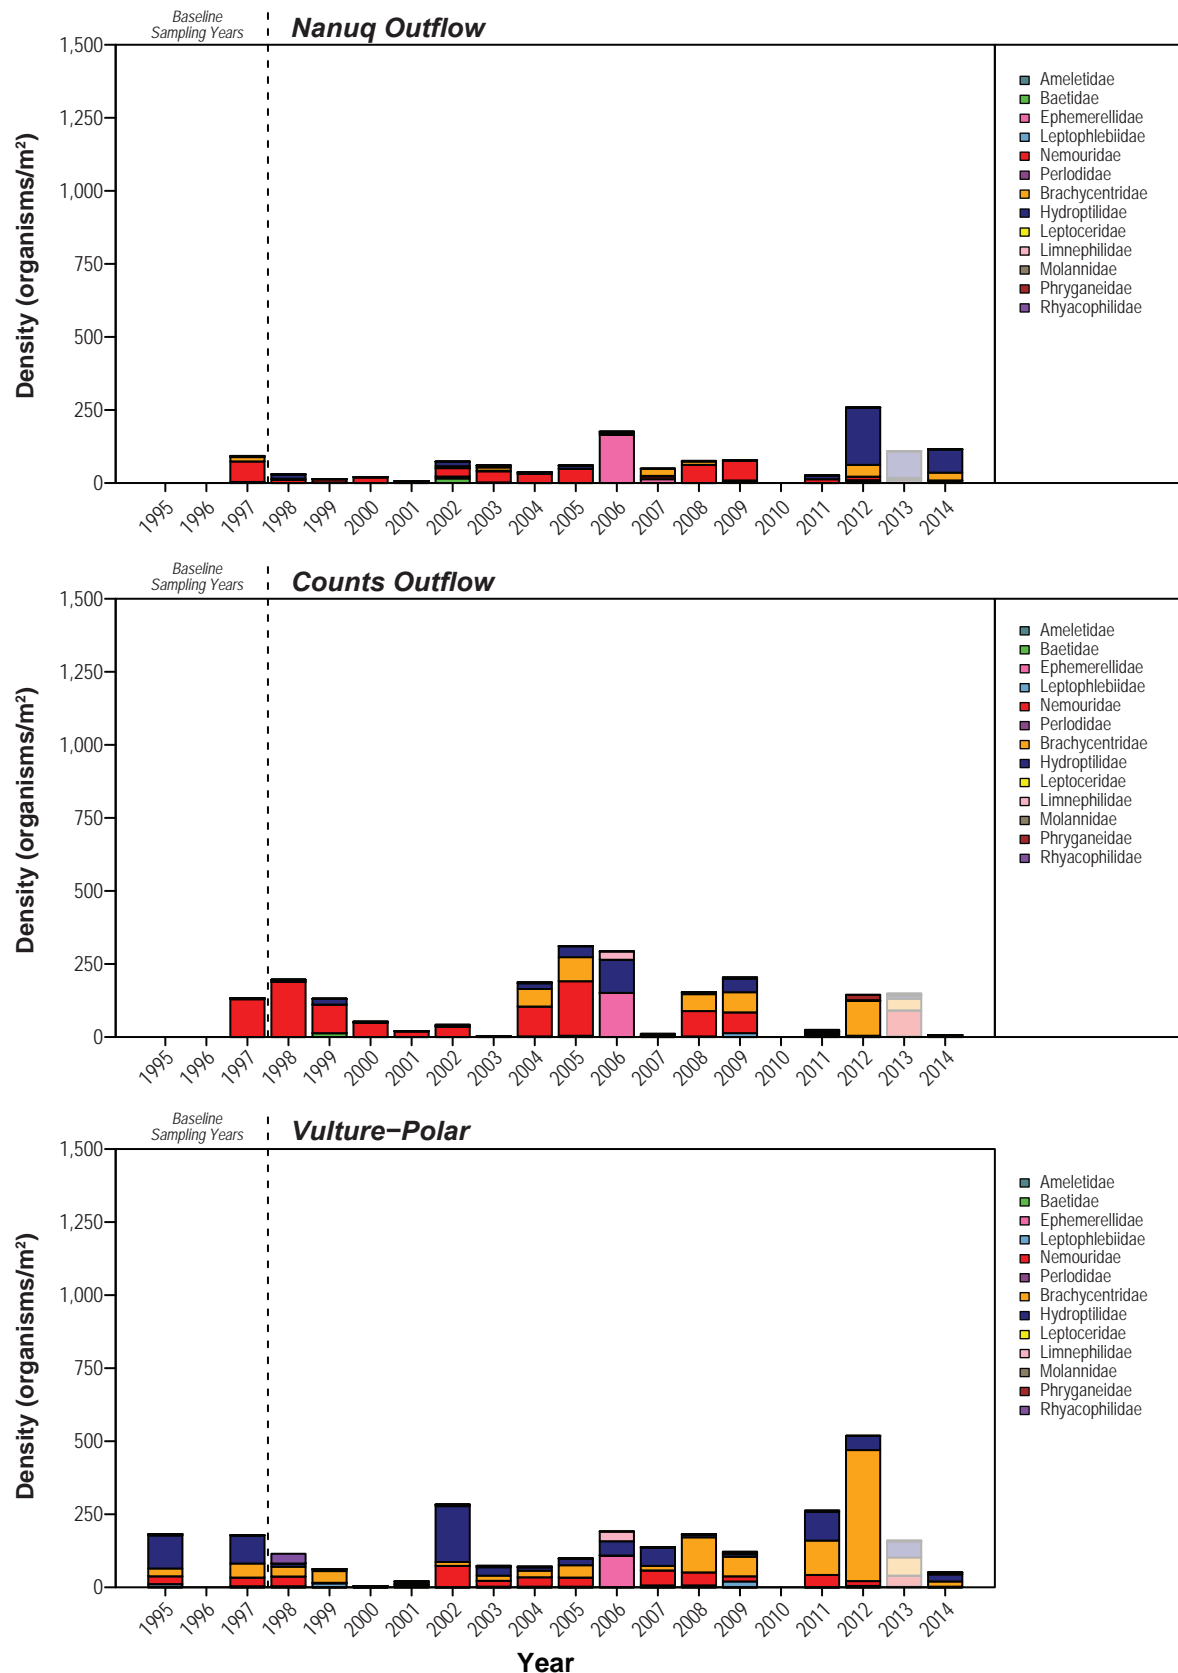 Baseline
Sampling Years
Nanuq Outflow
Density (organisms/m²)
1,500
1,250
1,000
750
500
250
0
1995 1996 1997 1998 1999 2000 2001 2002 2003 2004 2005 2006 2007 2008 2009 2010 2011 2012 2013 2014
Ameletidae
Baetidae
Ephemerellidae
Leptophlebiidae
Nemouridae
Perlodidae
Brachycentridae
Hydroptilidae
Leptoceridae
Limnephilidae
Molannidae
Phryganeidae
Rhyacophilidae
Baseline
Sampling Years
Counts Outflow
Density (organisms/m²)
1,500
1,250
1,000
750
500
250
0
1995 1996 1997 1998 1999 2000 2001 2002 2003 2004 2005 2006 2007 2008 2009 2010 2011 2012 2013 2014
Ameletidae
Baetidae
Ephemerellidae
Leptophlebiidae
Nemouridae
Perlodidae
Brachycentridae
Hydroptilidae
Leptoceridae
Limnephilidae
Molannidae
Phryganeidae
Rhyacophilidae
Baseline
Sampling Years
Vulture−Polar
Density (organisms/m²)
1,500
1,250
1,000
750
500
250
0
1995 1996 1997 1998 1999 2000 2001 2002 2003 2004 2005 2006 2007 2008 2009 2010 2011 2012 2013 2014
Ameletidae
Baetidae
Ephemerellidae
Leptophlebiidae
Nemouridae
Perlodidae
Brachycentridae
Hydroptilidae
Leptoceridae
Limnephilidae
Molannidae
Phryganeidae
Rhyacophilidae
Year